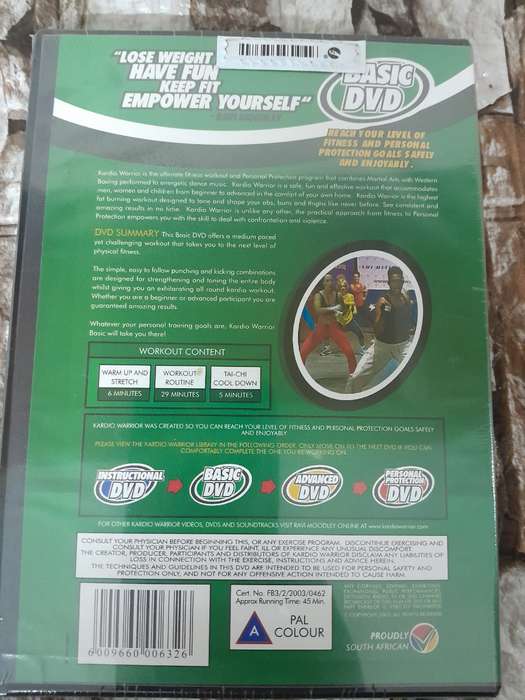 "LOSE WEIGHT
HAVE FUN
KEEP FIT
EMPOWER YOURSELF"
- RAVI MOODLEY
BASIC
DVD
REACH YOUR LEVEL OF
FITNESS AND PERSONAL
PROTECTION GOALS SAFELY
AND ENJOYABLY.
Kardio Warrior is the ultimate fitness workout and Personal Protection program that combines Martial Arts with Western
Boxing performed to energetic dance music. Kardio Warrior is a safe, fun and effective workout that accommodates
men, women and children from beginner to advanced in the comfort of your own home. Kardio Warrior is the highest
fat burning workout designed to tone and shape your abs, buns and thighs like never before. See consistent and
amazing results in no time. Kardio Warrior is unlike any other, the practical approach from fitness to Personal
Protection empowers you with the skill to deal with confrontation and violence.
DVD SUMMARY This Basic DVD offers a medium paced
yet challenging workout that takes you to the next level of
physical fitness.
The simple, easy to follow punching and kicking combinations
are designed for strengthening and toning the entire body
whilst giving you an exhilarating all round kardio workout.
Whether you are a beginner or advanced participant you are
guaranteed amazing results.
Whatever your personal training goals are, Kardio Warrior
Basic will take you there!
WORKOUT CONTENT
WARM UP AND
STRETCH
6 MINUTES
WORKOUT
ROUTINE
29 MINUTES
TAI-CHI
COOL DOWN
5 MINUTES
KARDIO WARRIOR WAS CREATED SO YOU CAN REACH YOUR LEVEL OF FITNESS AND PERSONAL PROTECTION GOALS SAFELY
AND ENJOYABLY
PLEASE VIEW THE KARDIO WARRIOR LIBRARY IN THE FOLLOWING ORDER. ONLY MOVE ON TO THE NEXT DVD IF YOU CAN
COMFORTABLY COMPLETE THE ONE YOU'RE WORKING ON.
INSTRUCTIONAL
DVD
BASIC
DVD
ADVANCED
DVD
PERSONAL
PROTECTION
DVD
FOR OTHER KARDIO WARRIOR VIDEOS, DVDS AND SOUNDTRACKS VISIT RAVI MOODLEY ONLINE AT www.kardiowarrior.com
CONSULT YOUR PHYSICIAN BEFORE BEGINNING THIS, OR ANY EXERCISE PROGRAM. DISCONTINUE EXERCISING AND
CONSULT YOUR PHYSICIAN IF YOU FEEL FAINT, ILL OR EXPERIENCE ANY UNUSUAL DISCOMFORT.
THE CREATOR, PRODUCER, PARTICIPANTS AND DISTRIBUTORS OF KARDIO WARRIOR DISCLAIM ANY LIABILITIES OF
LOSS IN CONNECTION WITH THE EXERCISE, INSTRUCTIONS AND ADVICE HEREIN.
THE TECHNIQUES AND GUIDELINES IN THIS DVD ARE INTENDED TO BE USED FOR PERSONAL SAFETY AND
PROTECTION ONLY, AND NOT FOR ANY OFFENSIVE ACTION INTENDED TO CAUSE HARM.
6 009660 006326
Cert. No: FB3/2/2003/0462
Approx Running Time: 45 Min.
A
PAL
COLOUR
PROUDLY
SOUTH AFRICAN